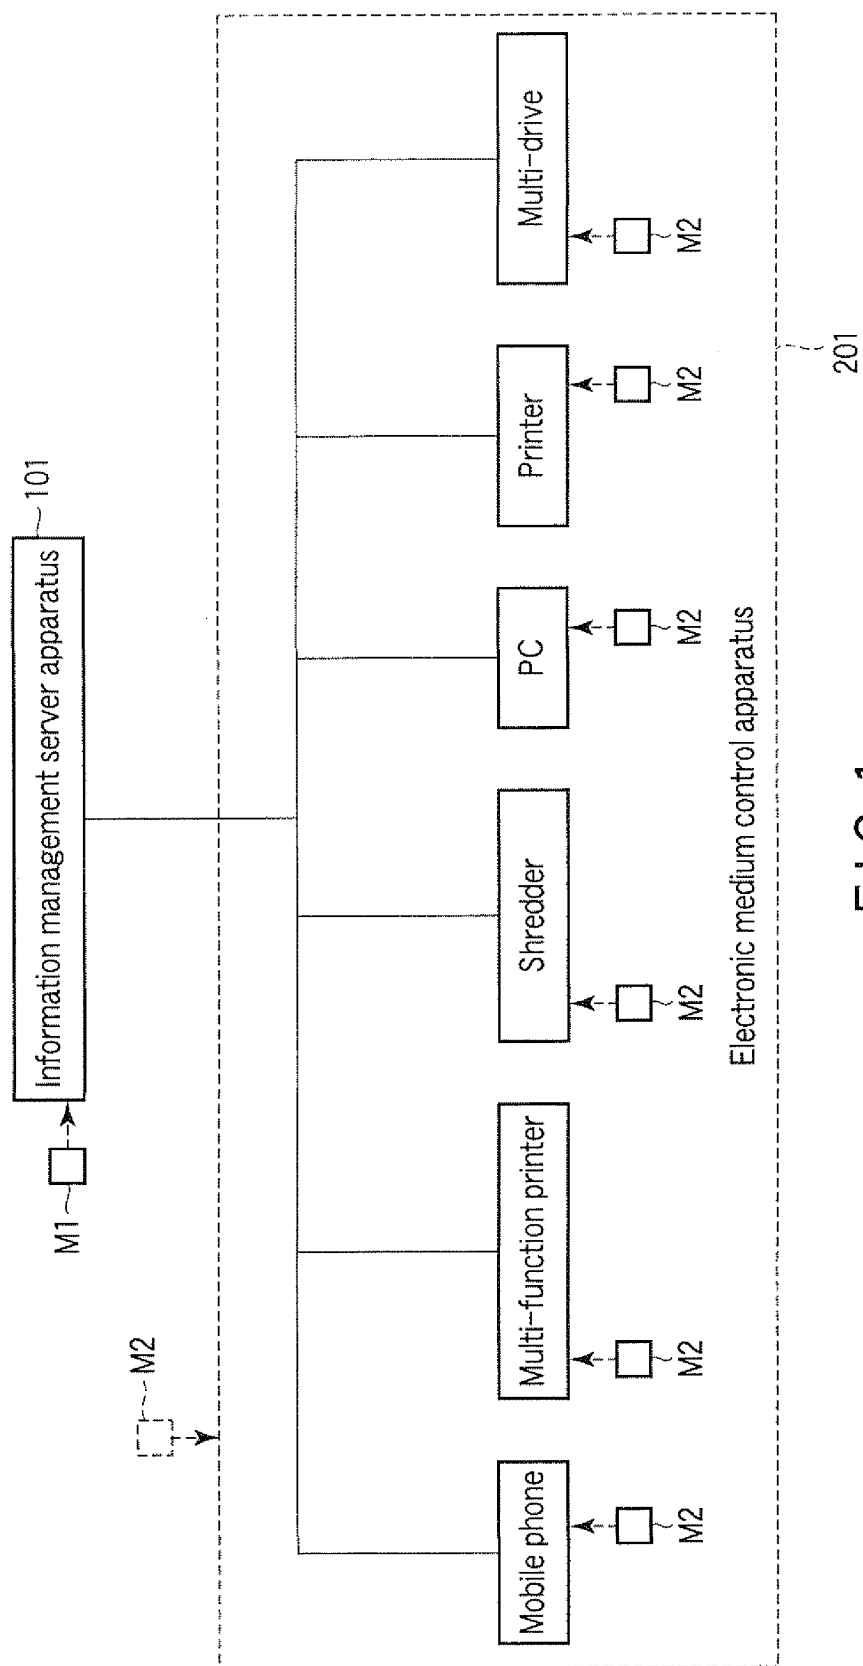 Information management server apparatus
101
M1
M2
Mobile phone
Multi-function printer
Shredder
PC
Printer
Multi-drive
M2
M2
M2
M2
M2
M2
Electronic medium control apparatus
201